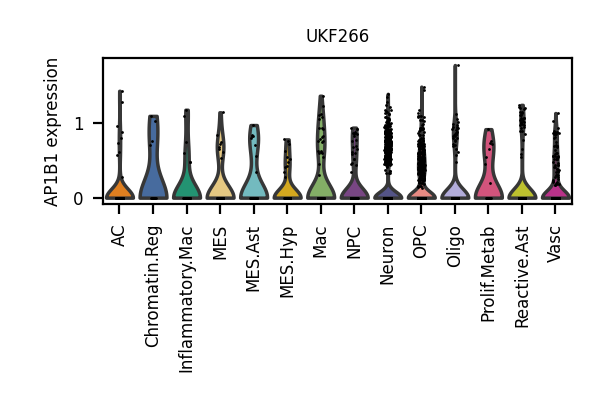 UKF266
AP1B1 expression
1
0
AC
Chromatin.Reg
Inflammatory.Mac
MES
MES.Ast
MES.Hyp
Mac
NPC
Neuron
OPC
Oligo
Prolif.Metab
Reactive.Ast
Vasc